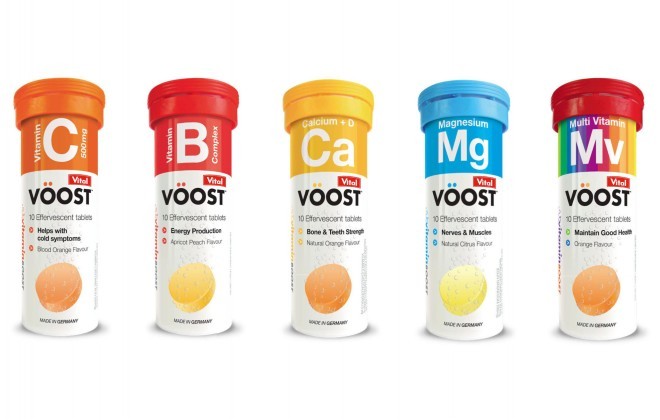 Vitamin
C
500mg
Vital
VÖOST
10 Effervescent tablets
Helps with
cold symptoms
Blood Orange Flavour
MADE IN GERMANY
Vitamin
B
Complex
Vital
VÖOST
10 Effervescent tablets
Energy Production
Apricot Peach Flavour
MADE IN GERMANY
Calcium + D
Ca
Vital
VÖOST
10 Effervescent tablets
Bone & Teeth Strength
Natural Orange Flavour
MADE IN GERMANY
Magnesium
Mg
Vital
VÖOST
10 Effervescent tablets
Nerves & Muscles
Natural Citrus Flavour
MADE IN GERMANY
Multi Vitamin
Mv
Vital
VÖOST
10 Effervescent tablets
Maintain Good Health
Orange Flavour
MADE IN GERMANY